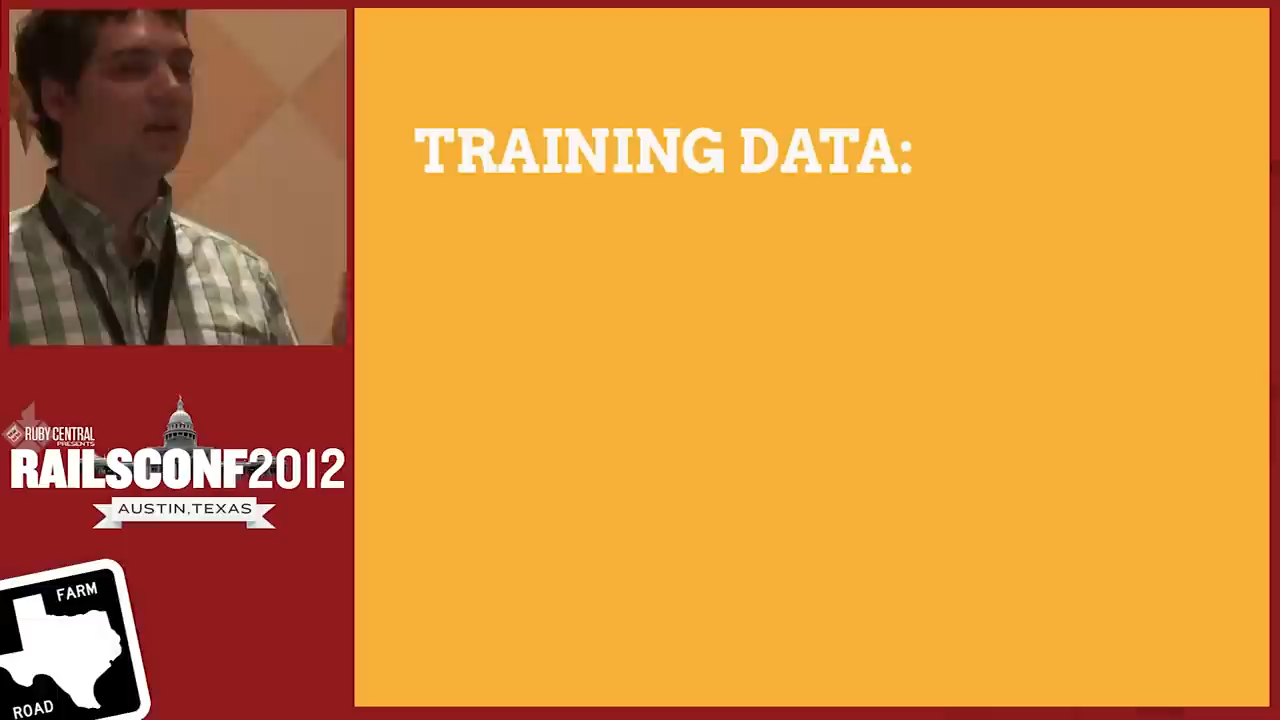 TRAINING DATA:
RUBY CENTRAL
PRESENTS
RAILSCONF2012
AUSTIN, TEXAS
FARM
ROAD